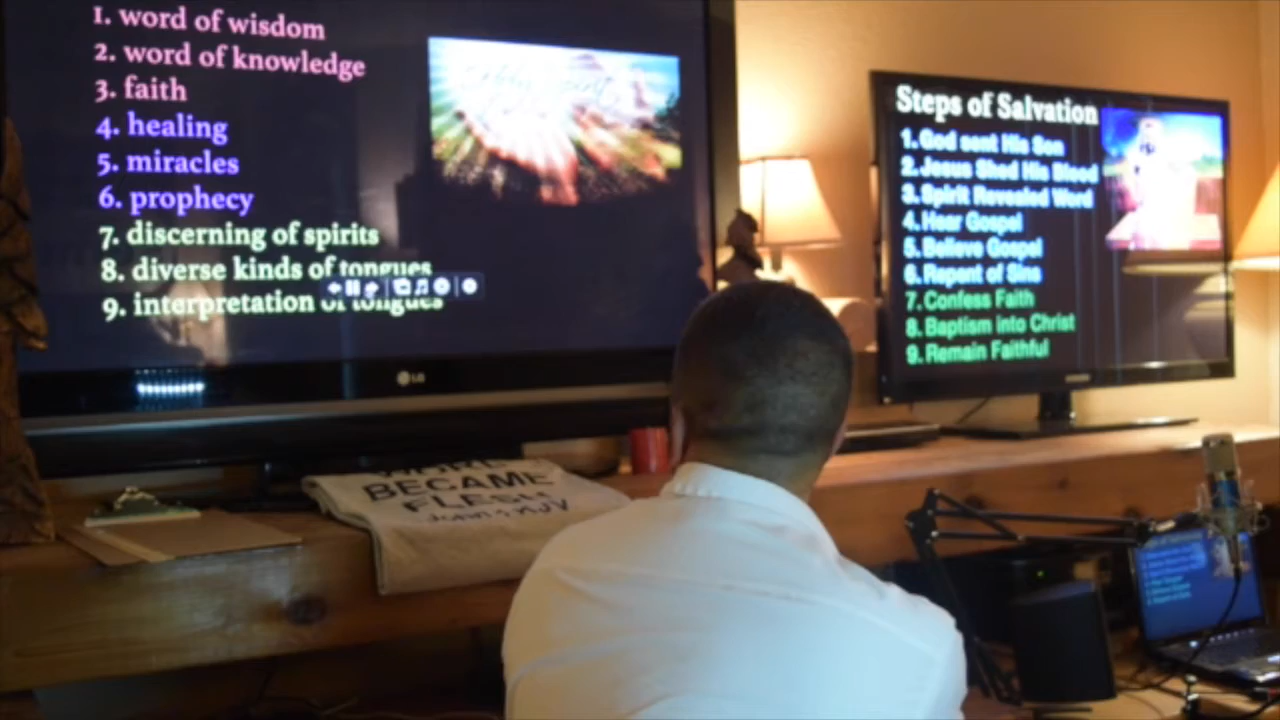 1. word of wisdom
2. word of knowledge
3. faith
4. healing
5. miracles
6. prophecy
7. discerning of spirits
8. diverse kinds of tongues
9. interpretation of tongues
LG
Steps of Salvation
1. God sent His Son
2. Jesus Shed His Blood
3. Spirit Revealed Word
4. Hear Gospel
5. Believe Gospel
6. Repent of Sins
7. Confess Faith
8. Baptism into Christ
9. Remain Faithful
BECAME
FLESH
KJV